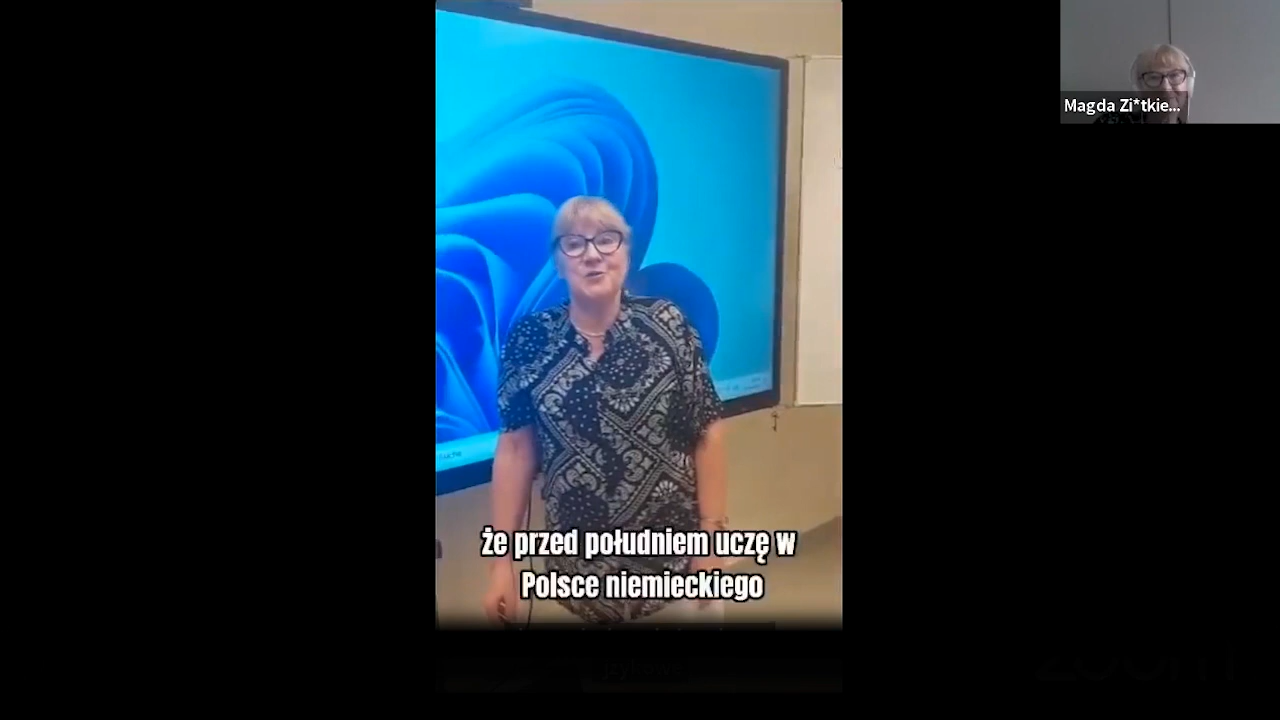 Magda Zi*tkie...
że przed południem uczę w
Polsce niemieckiego